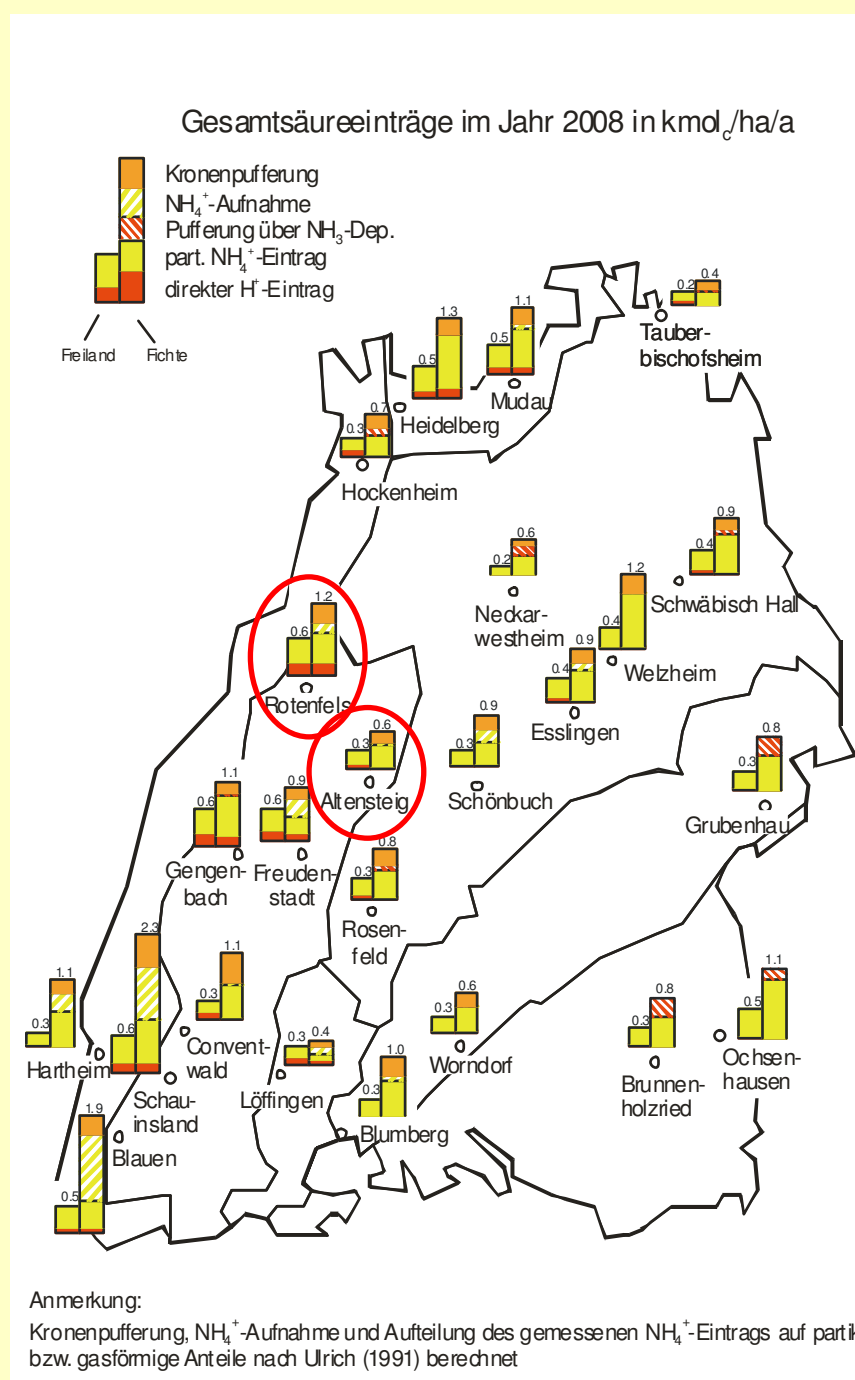 Gesamtsäureeinträge im Jahr 2008 in kmolc/ha/a
Kronenpufferung
NH4+-Aufnahme
Pufferung über NH3-Dep.
part. NH4+-Eintrag
direkter H+-Eintrag
Freiland
Fichte
0.2
0.4
Tauber-
bischofsheim
0.5
1.3
Heidelberg
0.5
1.1
Mudau
0.3
0.7
Hockenheim
0.2
0.6
Neckar-
westheim
0.4
0.9
Schwäbisch Hall
0.4
1.2
Welzheim
0.4
0.9
Esslingen
0.6
1.2
Rotenfels
0.3
0.6
Altensteig
0.3
0.9
Schönbuch
0.3
0.8
Grubenhau
0.6
1.1
Gengen-
bach
0.6
0.9
Freuden-
stadt
0.3
0.8
Rosen-
feld
0.3
1.1
Hartheim
0.6
2.3
Schau-
insland
0.3
1.1
Convent-
wald
0.3
0.4
Löffingen
0.3
0.6
Worndorf
0.3
0.8
Brunnen-
holzried
0.5
1.1
Ochsen-
hausen
0.3
1.0
Blumberg
0.5
1.9
Blauen
Anmerkung:
Kronenpufferung, NH4+-Aufnahme und Aufteilung des gemessenen NH4+-Eintrags auf partik
bzw. gasförmige Anteile nach Ulrich (1991) berechnet